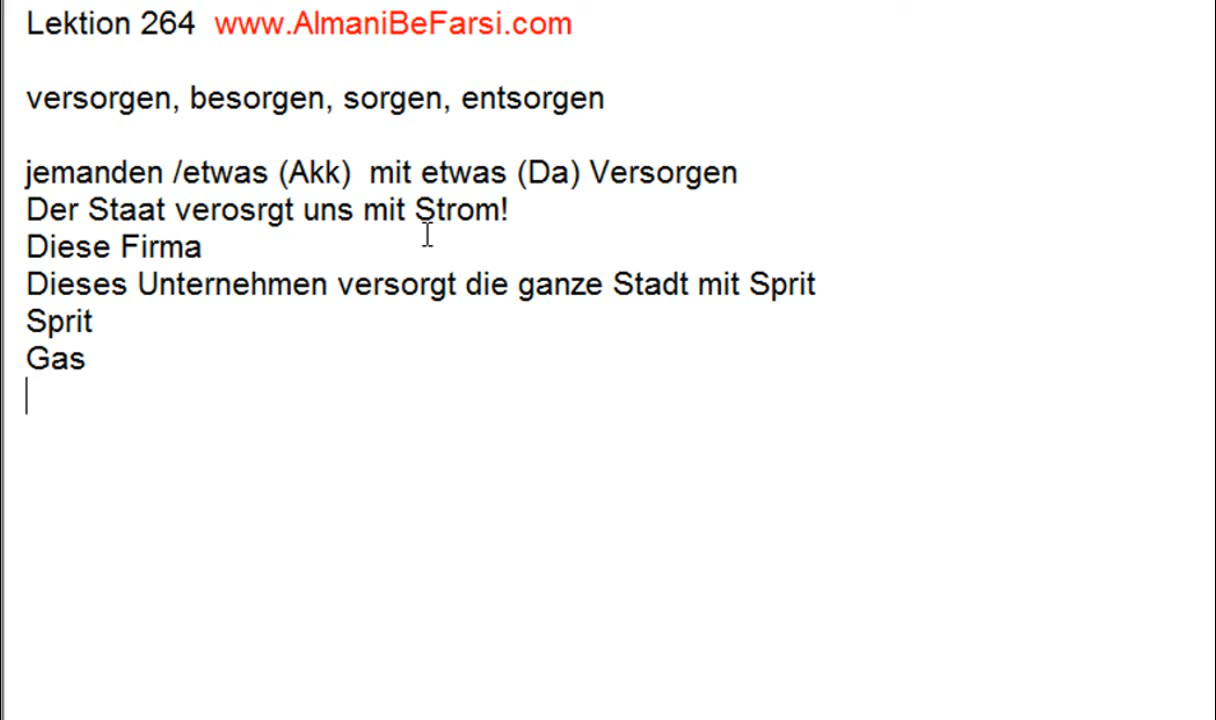 Lektion 264 www.AlmaniBeFarsi.com
versorgen, besorgen, sorgen, entsorgen
jemanden /etwas (Akk) mit etwas (Da) Versorgen
Der Staat verosrgt uns mit Strom!
Diese Firma
Dieses Unternehmen versorgt die ganze Stadt mit Sprit
Sprit
Gas